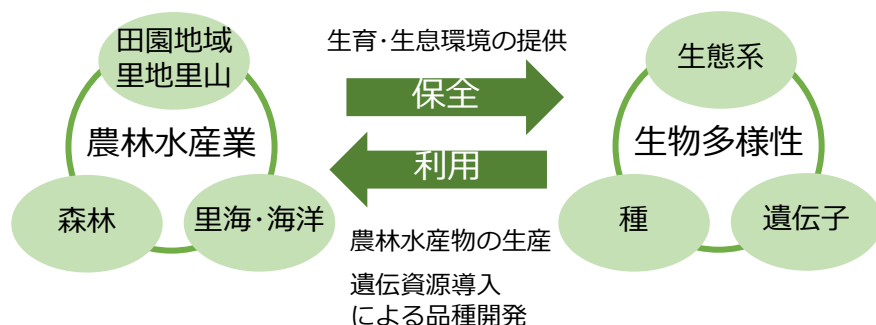 田園地域
里地里山
農林水産業
森林
里海・海洋
生育・生息環境の提供
保全
利用
農林水産物の生産
遺伝資源導入
による品種開発
生態系
生物多様性
種
遺伝子